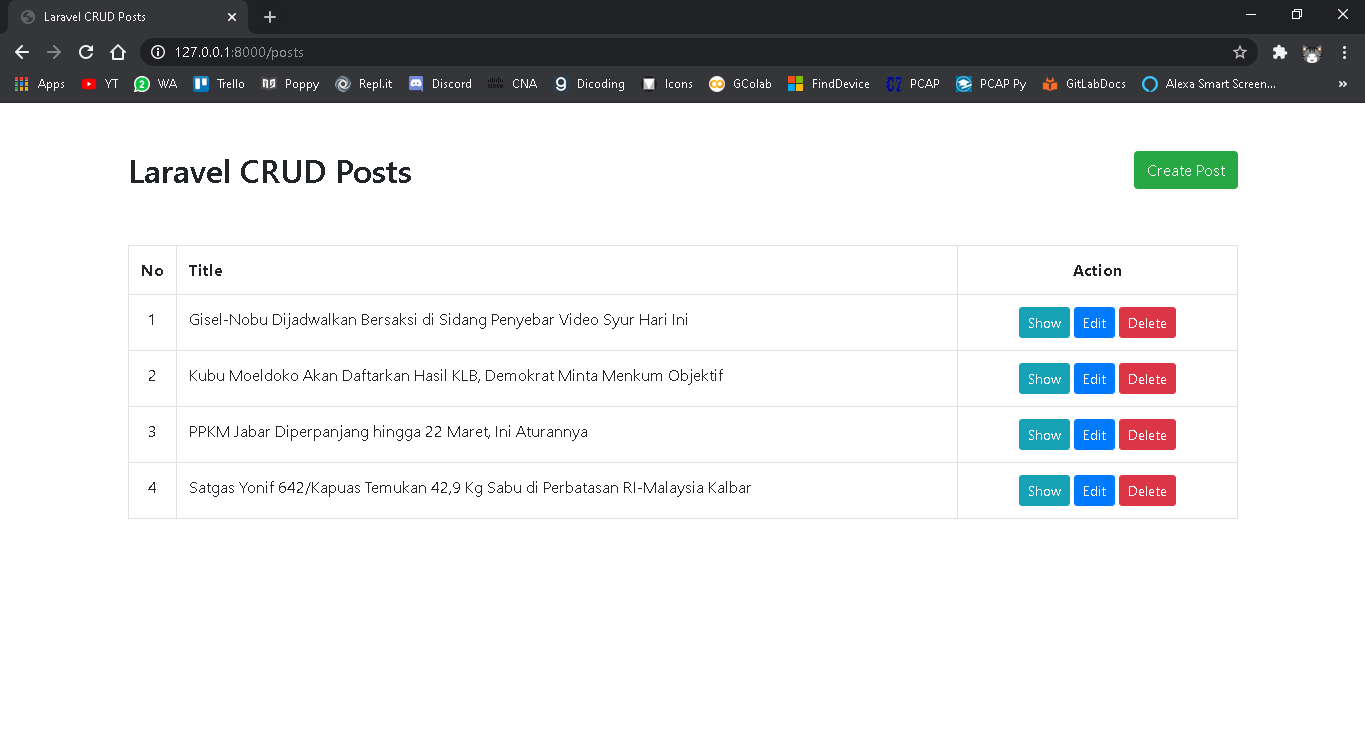 Laravel CRUD Posts
127.0.0.1:8000/posts
Apps YT WA Trello Poppy Repl.it Discord CNA Dicoding Icons GColab FindDevice PCAP PCAP Py GitLabDocs Alexa Smart Screen...
Laravel CRUD Posts Create Post
No Title Action
1 Gisel-Nobu Dijadwalkan Bersaksi di Sidang Penyebar Video Syur Hari Ini Show Edit Delete
2 Kubu Moeldoko Akan Daftarkan Hasil KLB, Demokrat Minta Menkum Objektif Show Edit Delete
3 PPKM Jabar Diperpanjang hingga 22 Maret, Ini Aturannya Show Edit Delete
4 Satgas Yonif 642/Kapuas Temukan 42,9 Kg Sabu di Perbatasan RI-Malaysia Kalbar Show Edit Delete